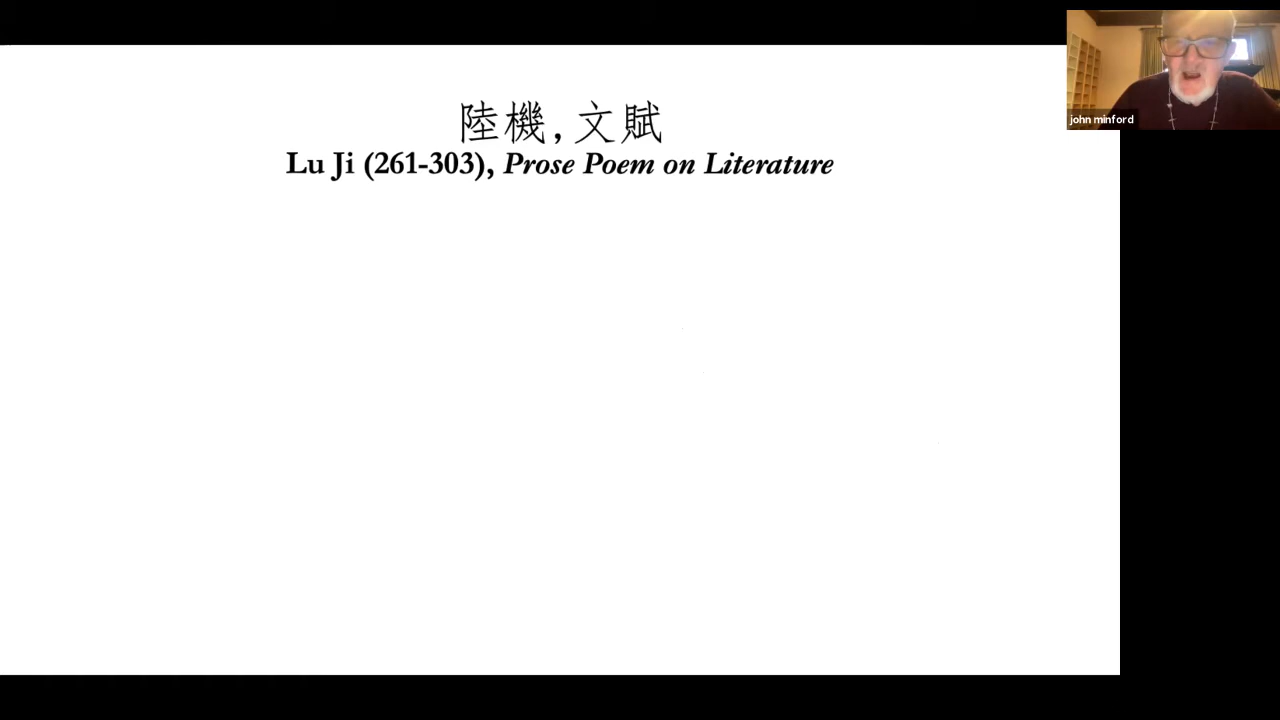 陸機,文賦
Lu Ji (261-303), Prose Poem on Literature
john minford